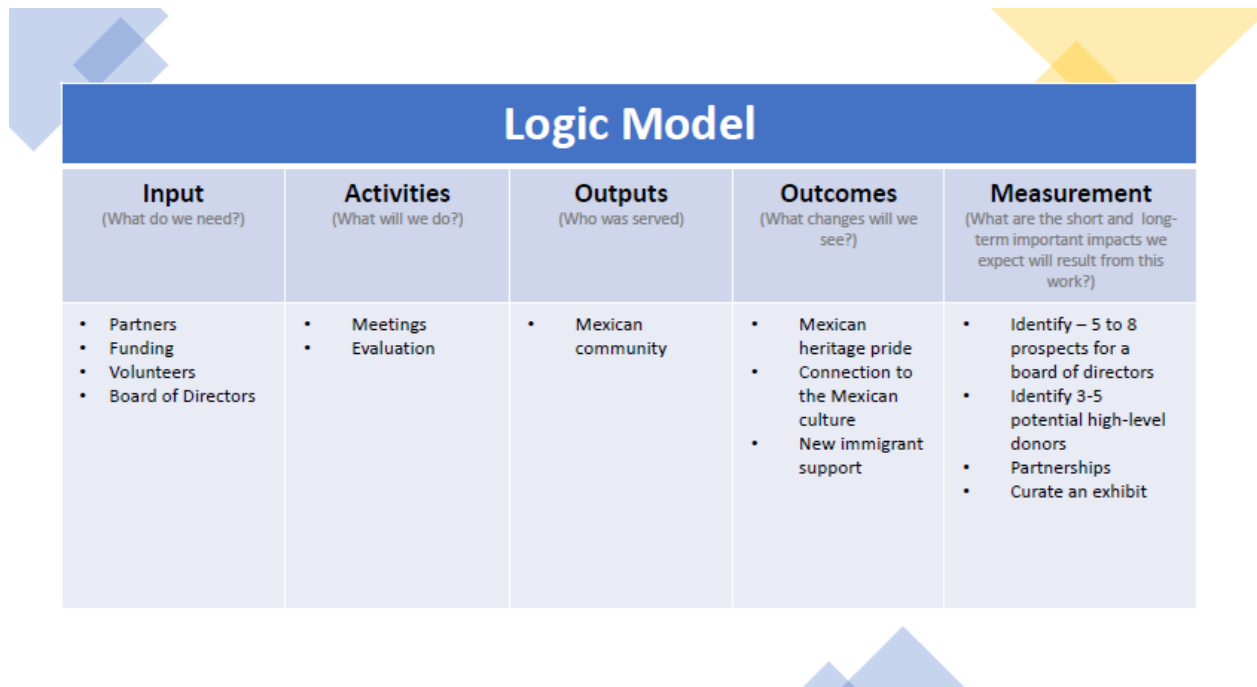 Logic Model
Input
(What do we need?)
Activities
(What will we do?)
Outputs
(Who was served)
Outcomes
(What changes will we
see?)
Measurement
(What are the short and long-
term important impacts we
expect will result from this
work?)
• Partners
• Funding
• Volunteers
• Board of Directors
• Meetings
• Evaluation
• Mexican
community
• Mexican
heritage pride
• Connection to
the Mexican
culture
• New immigrant
support
• Identify – 5 to 8
prospects for a
board of directors
• Identify 3-5
potential high-level
donors
• Partnerships
• Curate an exhibit